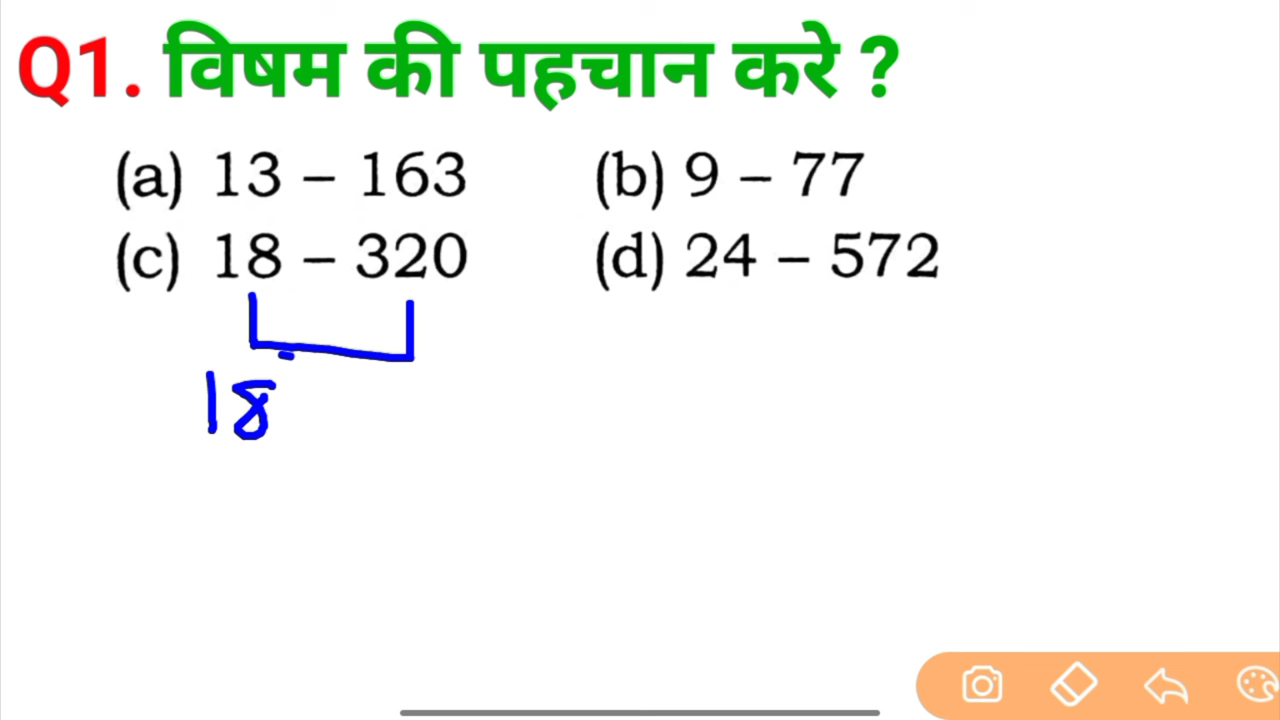 Q1. विषम की पहचान करे ?
(a) 13 – 163 (b) 9 – 77
(c) 18 – 320 (d) 24 – 572
18